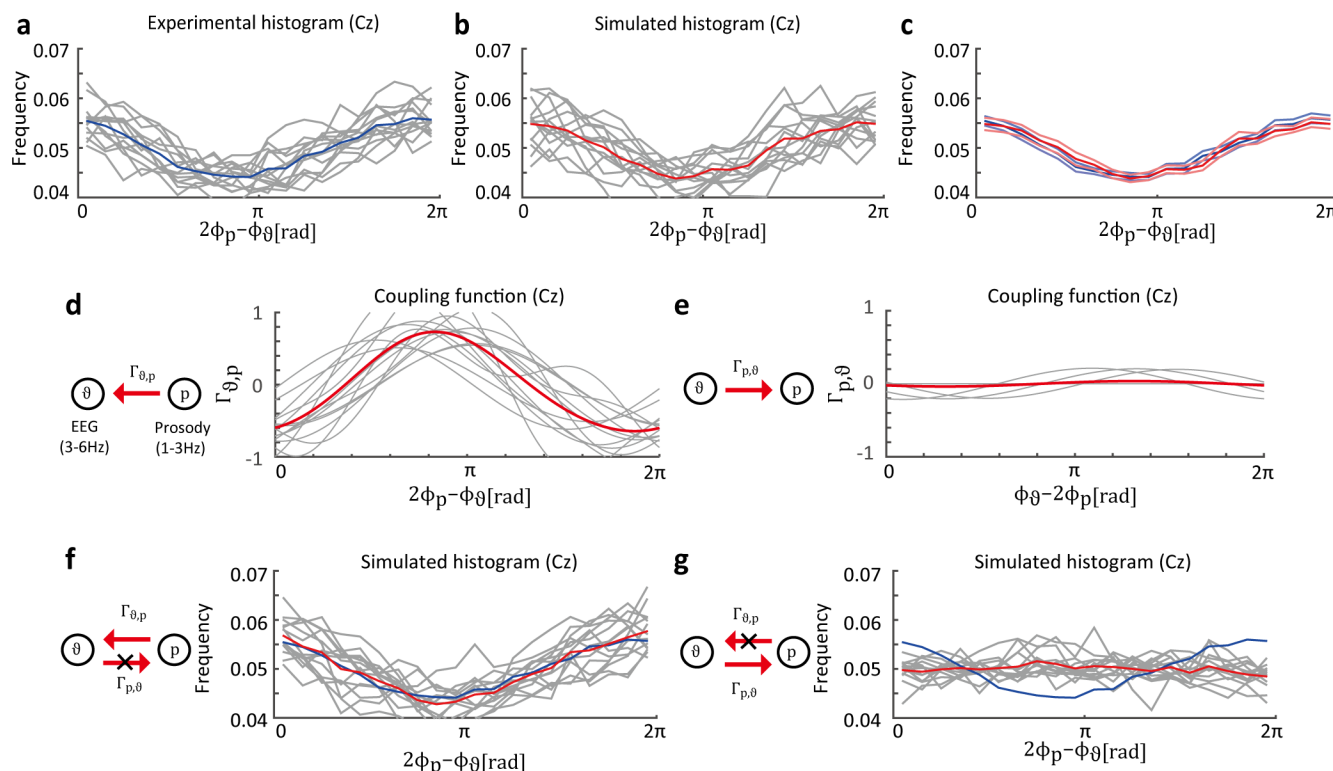 a
Experimental histogram (Cz)
0.07
0.06
0.05
0.04
Frequency
0
π
2π
2ϕp−ϕϑ[rad]
b
Simulated histogram (Cz)
0.07
0.06
0.05
0.04
Frequency
0
π
2π
2ϕp−ϕϑ[rad]
c
0.07
0.06
0.05
0.04
Frequency
0
π
2π
2ϕp−ϕϑ[rad]
d
Γϑ,p
ϑ
p
EEG
(3-6Hz)
Prosody
(1-3Hz)
Coupling function (Cz)
1
0
-1
Γϑ,p
0
π
2π
2ϕp−ϕϑ[rad]
e
Γp,ϑ
ϑ
p
Coupling function (Cz)
1
0
-1
Γp,ϑ
0
π
2π
ϕϑ−2ϕp[rad]
f
Γϑ,p
ϑ
p
Γp,ϑ
Simulated histogram (Cz)
0.07
0.06
0.05
0.04
Frequency
0
π
2π
2ϕp−ϕϑ[rad]
g
Γϑ,p
ϑ
p
Γp,ϑ
Simulated histogram (Cz)
0.07
0.06
0.05
0.04
Frequency
0
π
2π
2ϕp−ϕϑ[rad]